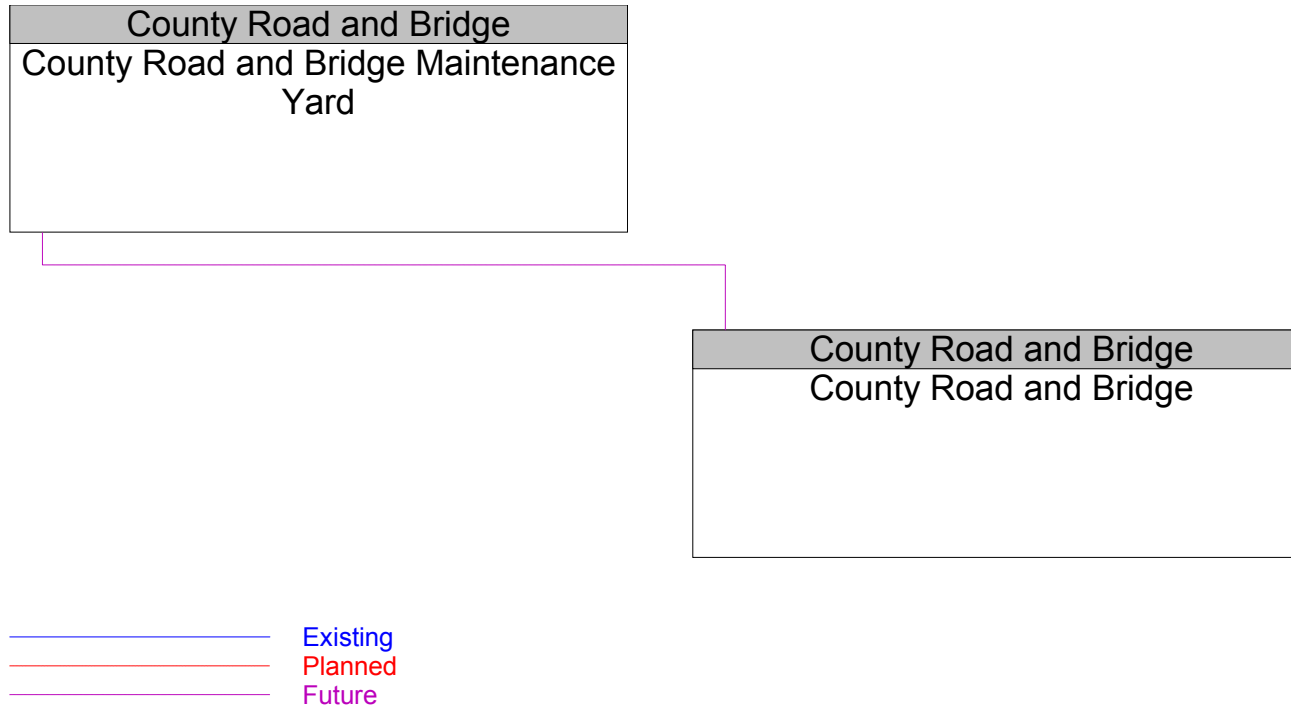 County Road and Bridge
County Road and Bridge Maintenance
Yard
County Road and Bridge
County Road and Bridge
Existing
Planned
Future